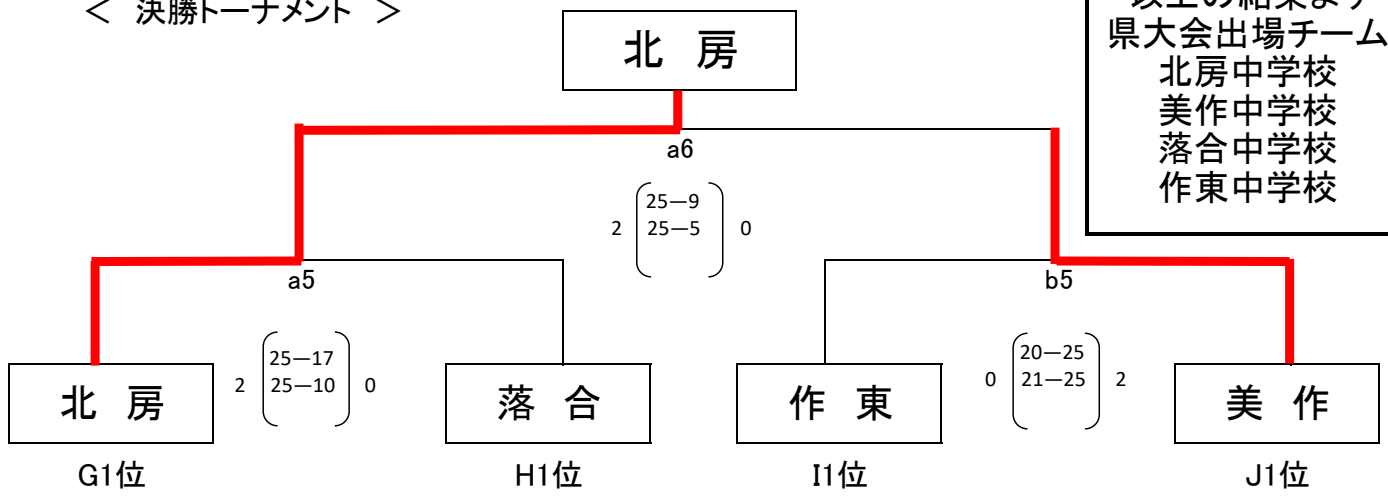 ＜ 決勝トーナメント ＞
県大会出場チーム
北房中学校
美作中学校
落合中学校
作東中学校
北 房
a6
2 25―9 0
25―5
a5
b5
2 25―17 0
25―10
0 20―25 2
21―25
北 房
落 合
作 東
美 作
G1位
H1位
I1位
J1位